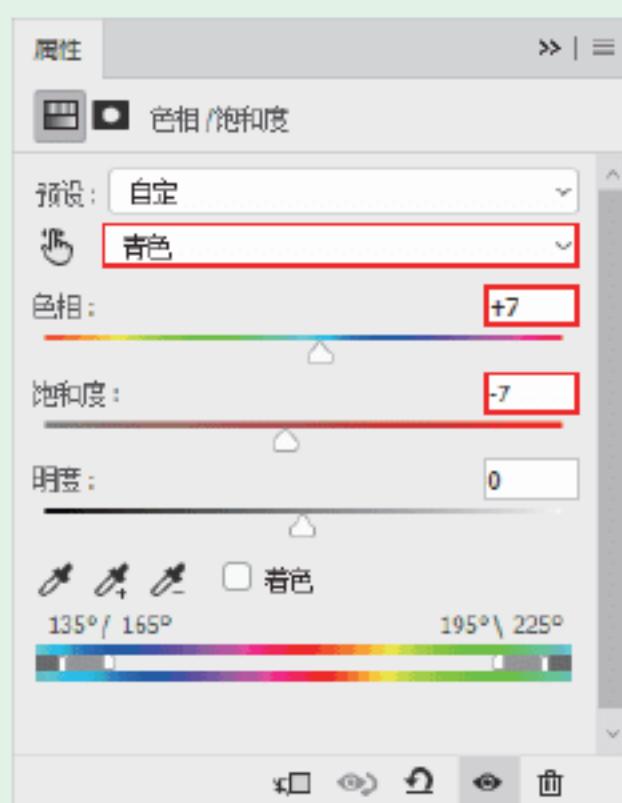 属性
色相/饱和度
预设: 自定
青色
色相: +7
饱和度: -7
明度: 0
着色
135°/ 165° 195°\ 225°